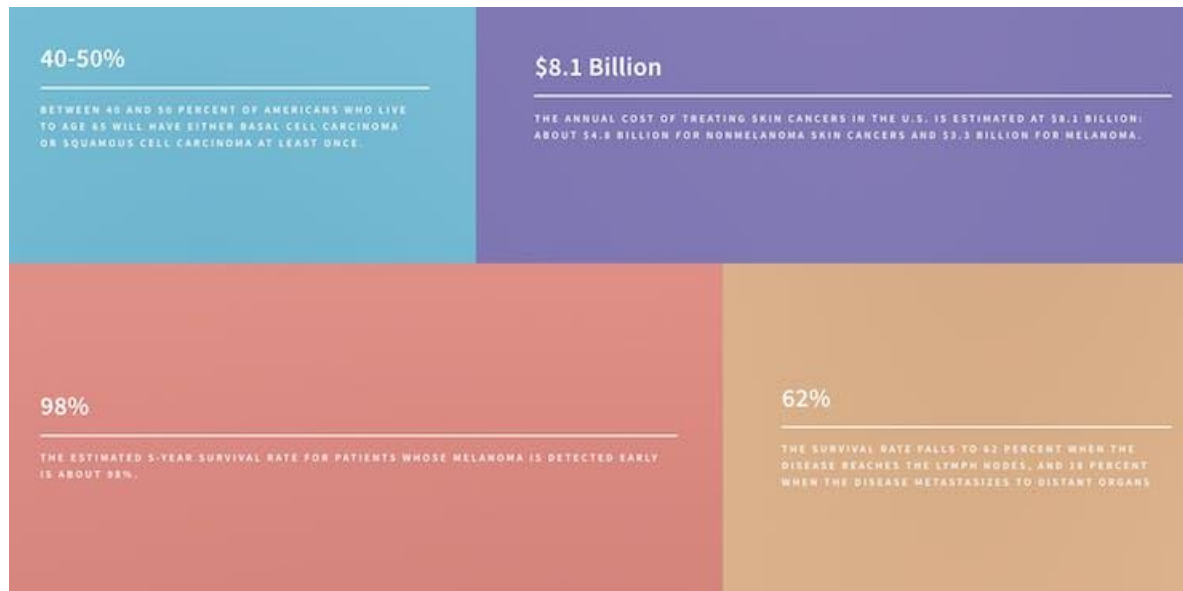 40-50%
BETWEEN 40 AND 50 PERCENT OF AMERICANS WHO LIVE
TO AGE 65 WILL HAVE EITHER BASAL CELL CARCINOMA
OR SQUAMOUS CELL CARCINOMA AT LEAST ONCE.
$8.1 Billion
THE ANNUAL COST OF TREATING SKIN CANCERS IN THE U.S. IS ESTIMATED AT $8.1 BILLION:
ABOUT $4.8 BILLION FOR NONMELANOMA SKIN CANCERS AND $3.3 BILLION FOR MELANOMA.
98%
THE ESTIMATED 5-YEAR SURVIVAL RATE FOR PATIENTS WHOSE MELANOMA IS DETECTED EARLY
IS ABOUT 98%.
62%
THE SURVIVAL RATE FALLS TO 62 PERCENT WHEN THE
DISEASE REACHES THE LYMPH NODES, AND 18 PERCENT
WHEN THE DISEASE METASTASIZES TO DISTANT ORGANS